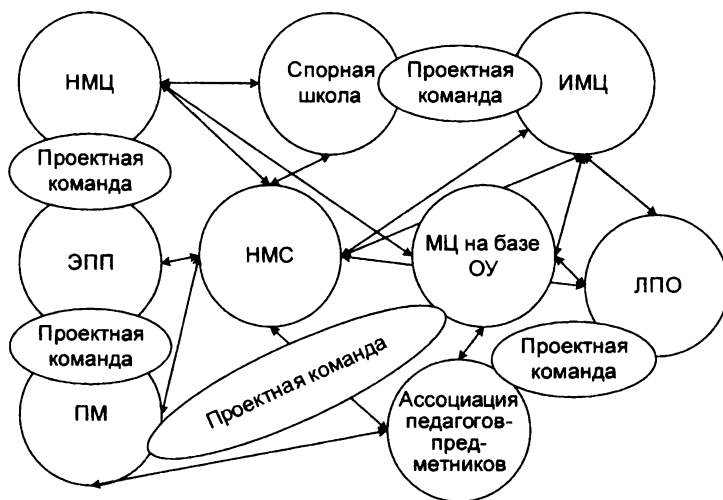 НМЦ
Спорная
школа
Проектная
команда
ИМЦ
Проектная
команда
ЭПП
НМС
МЦ на базе
ОУ
ЛПО
Проектная
команда
Проектная команда
Проектная
команда
ПМ
Ассоциация
педагогов-
пред-
метников